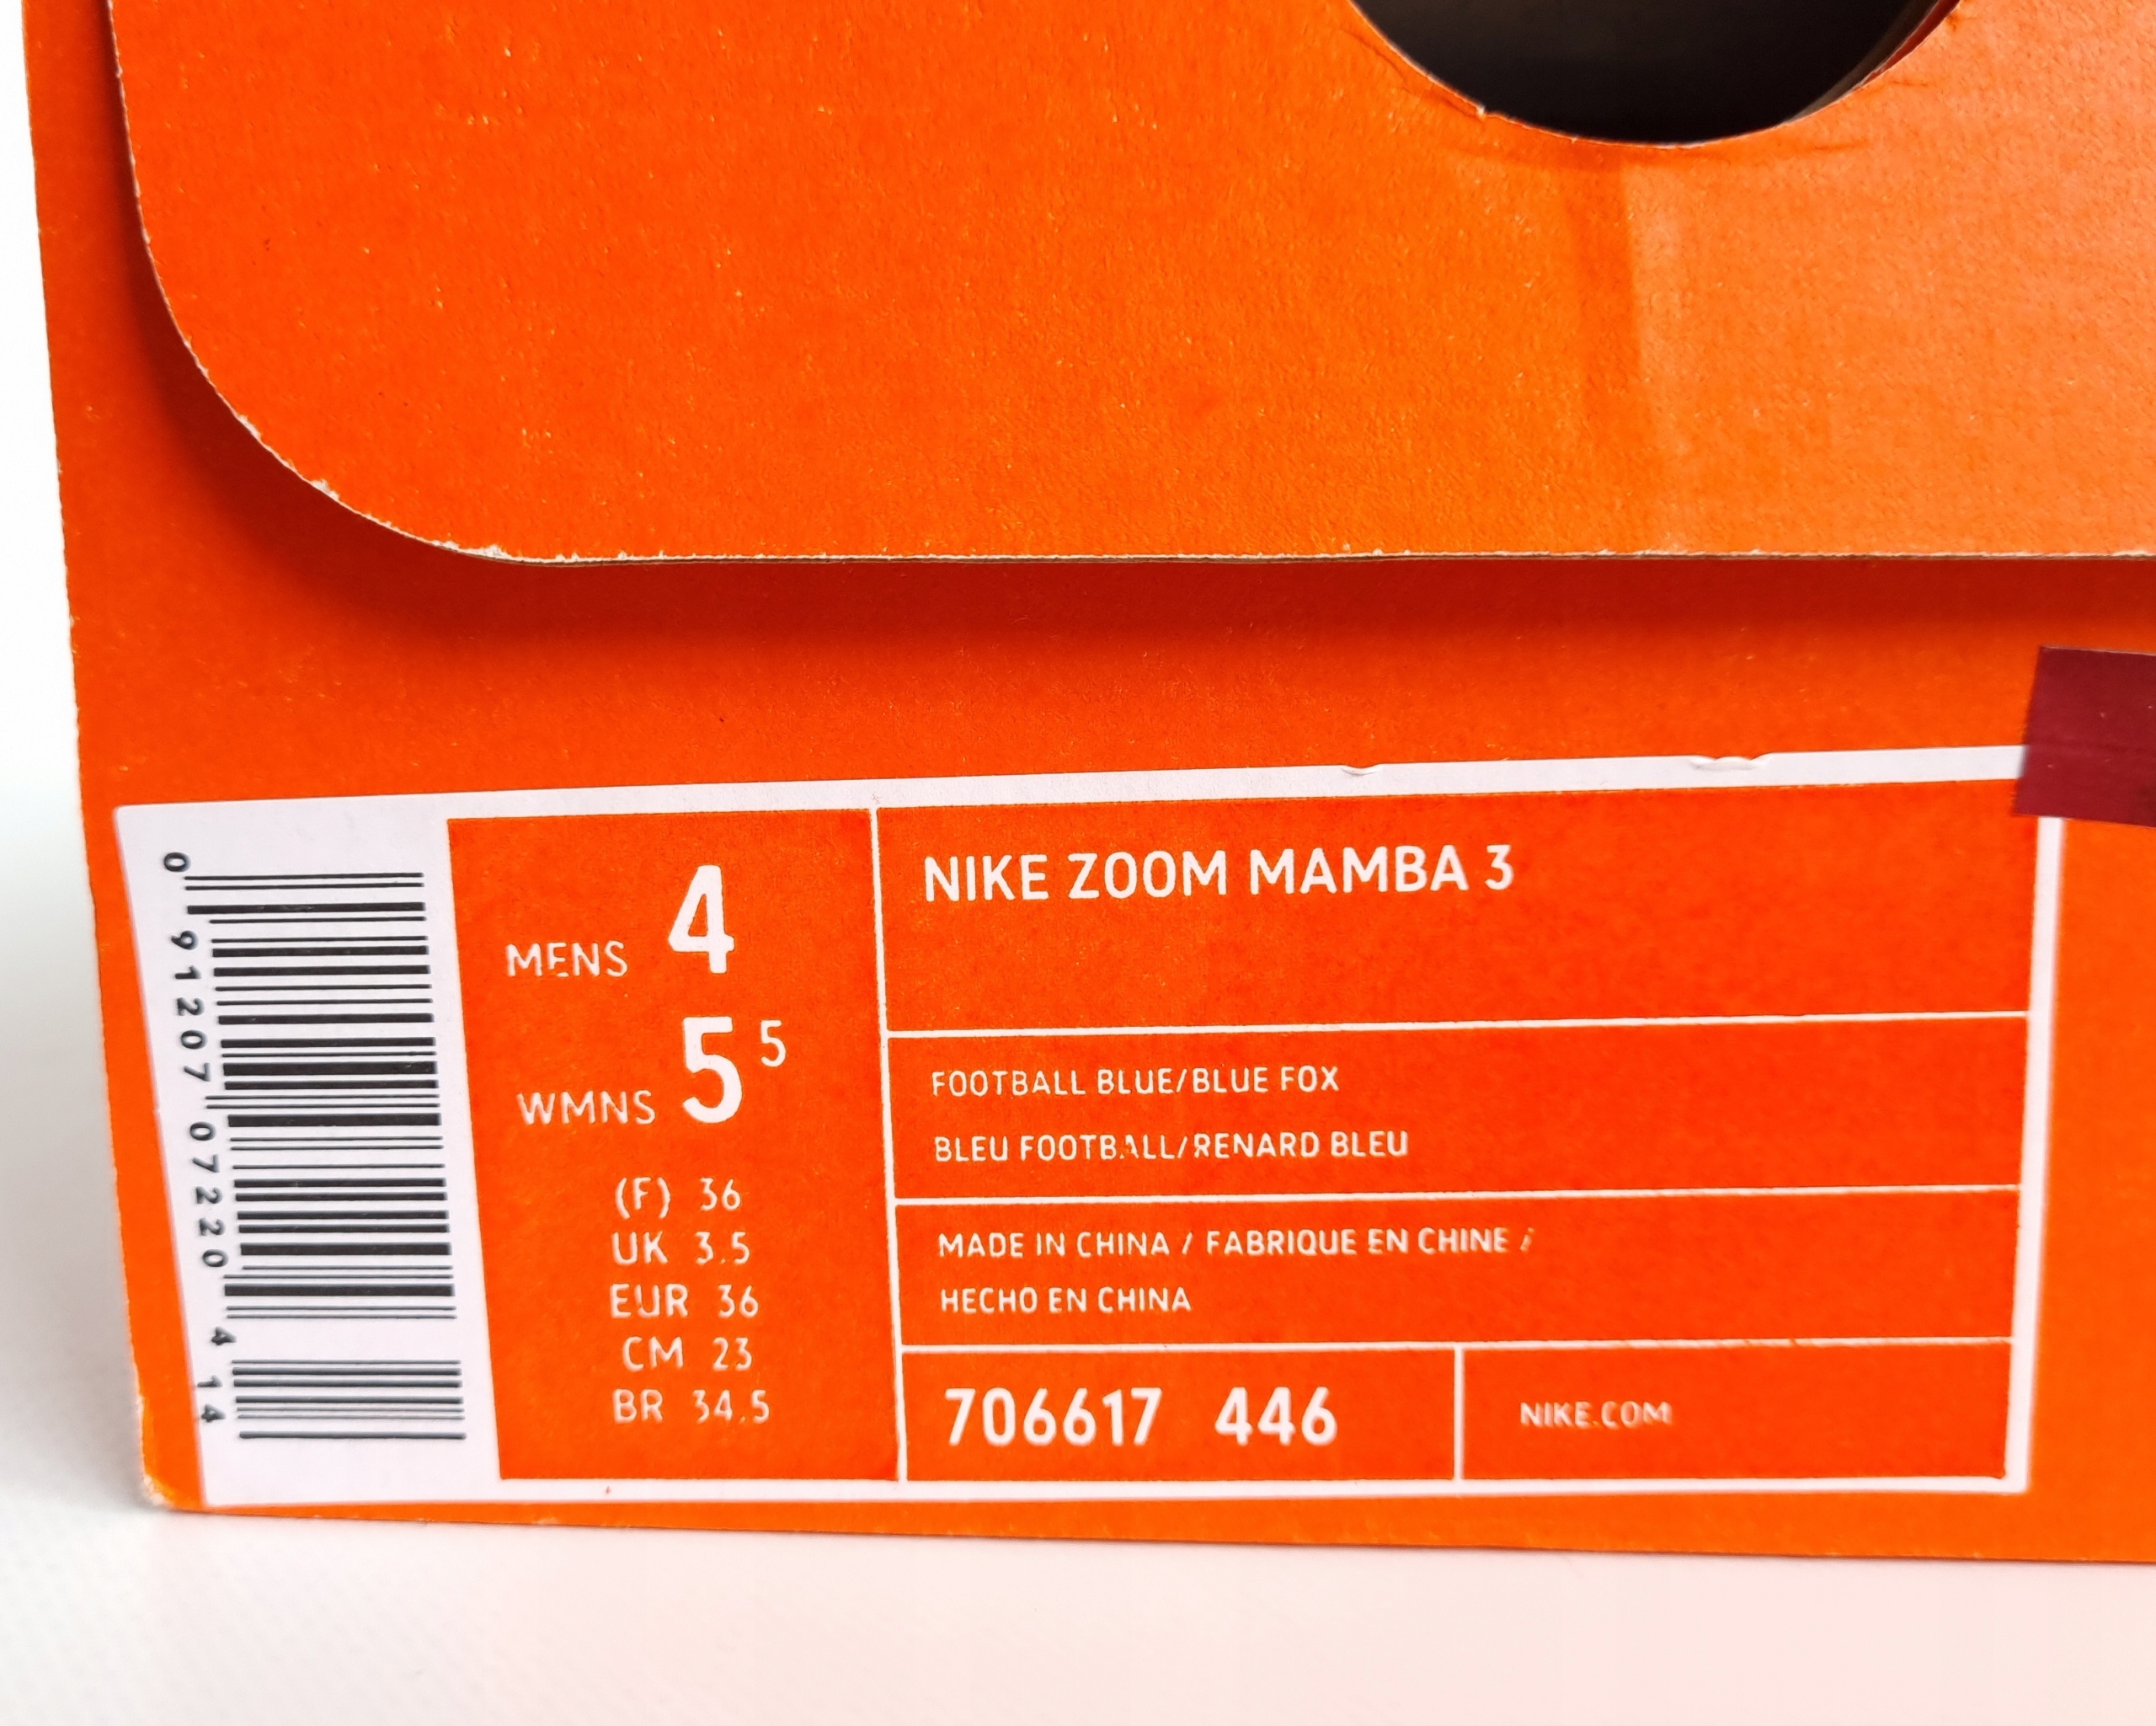 0 91207 07220 4 14
MENS 4
WMNS 5 5
(F) 36
UK 3.5
EUR 36
CM 23
BR 34.5
NIKE ZOOM MAMBA 3
FOOTBALL BLUE/BLUE FOX
BLEU FOOTBALL/RENARD BLEU
MADE IN CHINA / FABRIQUE EN CHINE /
HECHO EN CHINA
706617 446
NIKE.COM